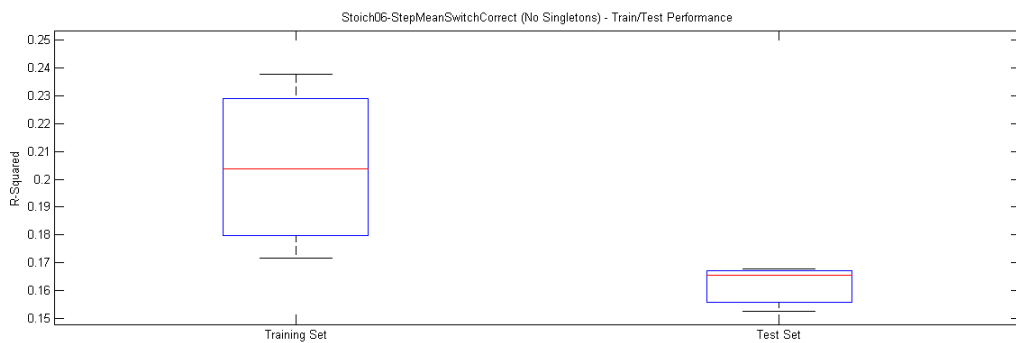 Stoich06-StepMeanSwitchCorrect (No Singletons) - Train/Test Performance
0.25
0.24
0.23
0.22
0.21
0.2
0.19
0.18
0.17
0.16
0.15
R-Squared
Training Set
Test Set